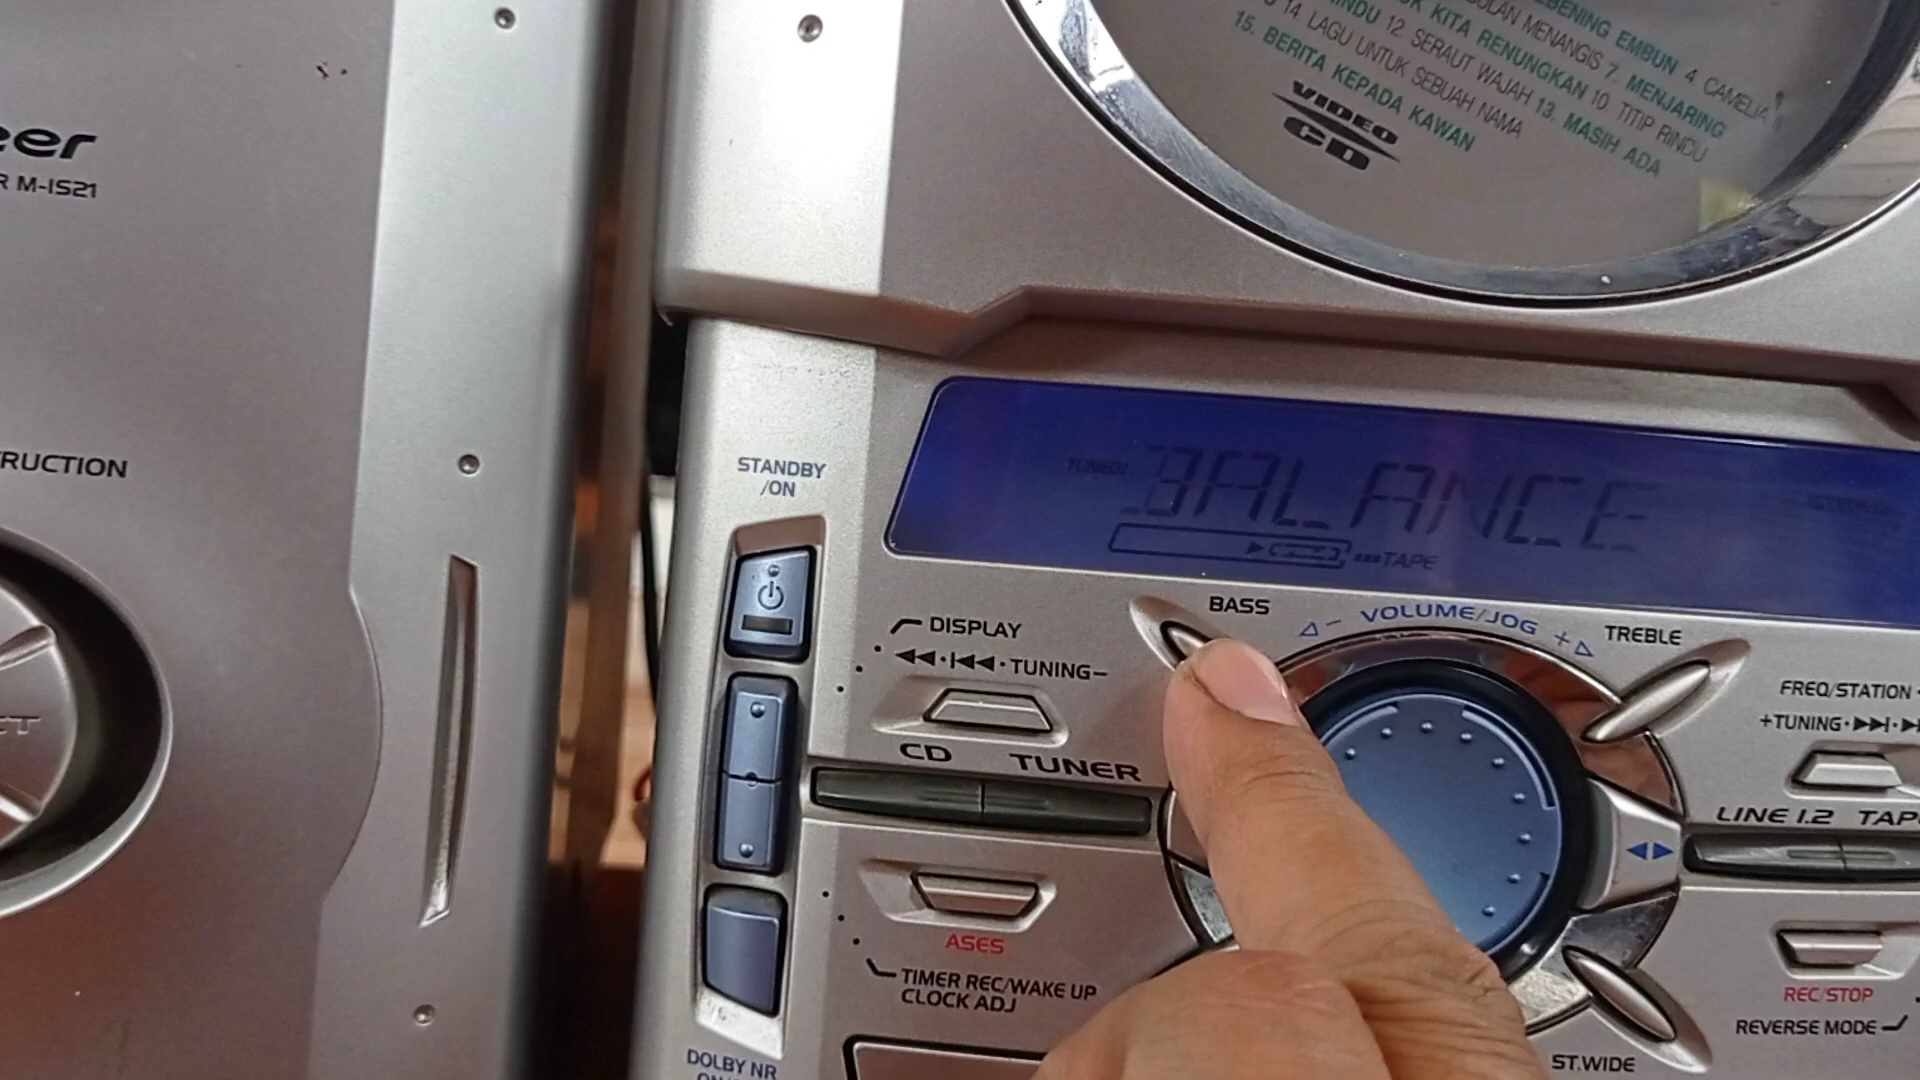 EBENING EMBUN 4. CAMELIA
BULAN MENANGIS 7. MENJARING
KITA RENUNGKAN 10. TITIP RINDU
12. SERAUT WAJAH 13. MASIH ADA
14. LAGU UNTUK SEBUAH NAMA
15. BERITA KEPADA KAWAN
VIDEO
CD
eer
R M-IS21
RUCTION
STANDBY
/ON
TUNED
BALANCE
TAPE
BASS
VOLUME/JOG
TREBLE
DISPLAY
◀◀·I◀◀·TUNING−
FREQ/STATION
+TUNING·▶▶I·▶
CD
TUNER
LINE 1.2
TAP
ASES
TIMER REC/WAKE UP
CLOCK ADJ
REC/STOP
REVERSE MODE
ST.WIDE
DOLBY NR